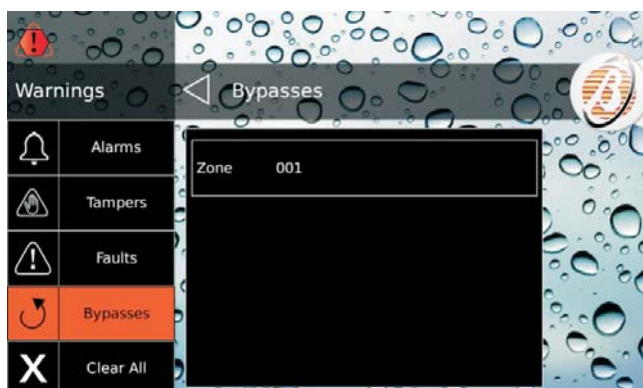 Warnings
Bypasses
Alarms
Zone 001
Tampers
Faults
Bypasses
X Clear All